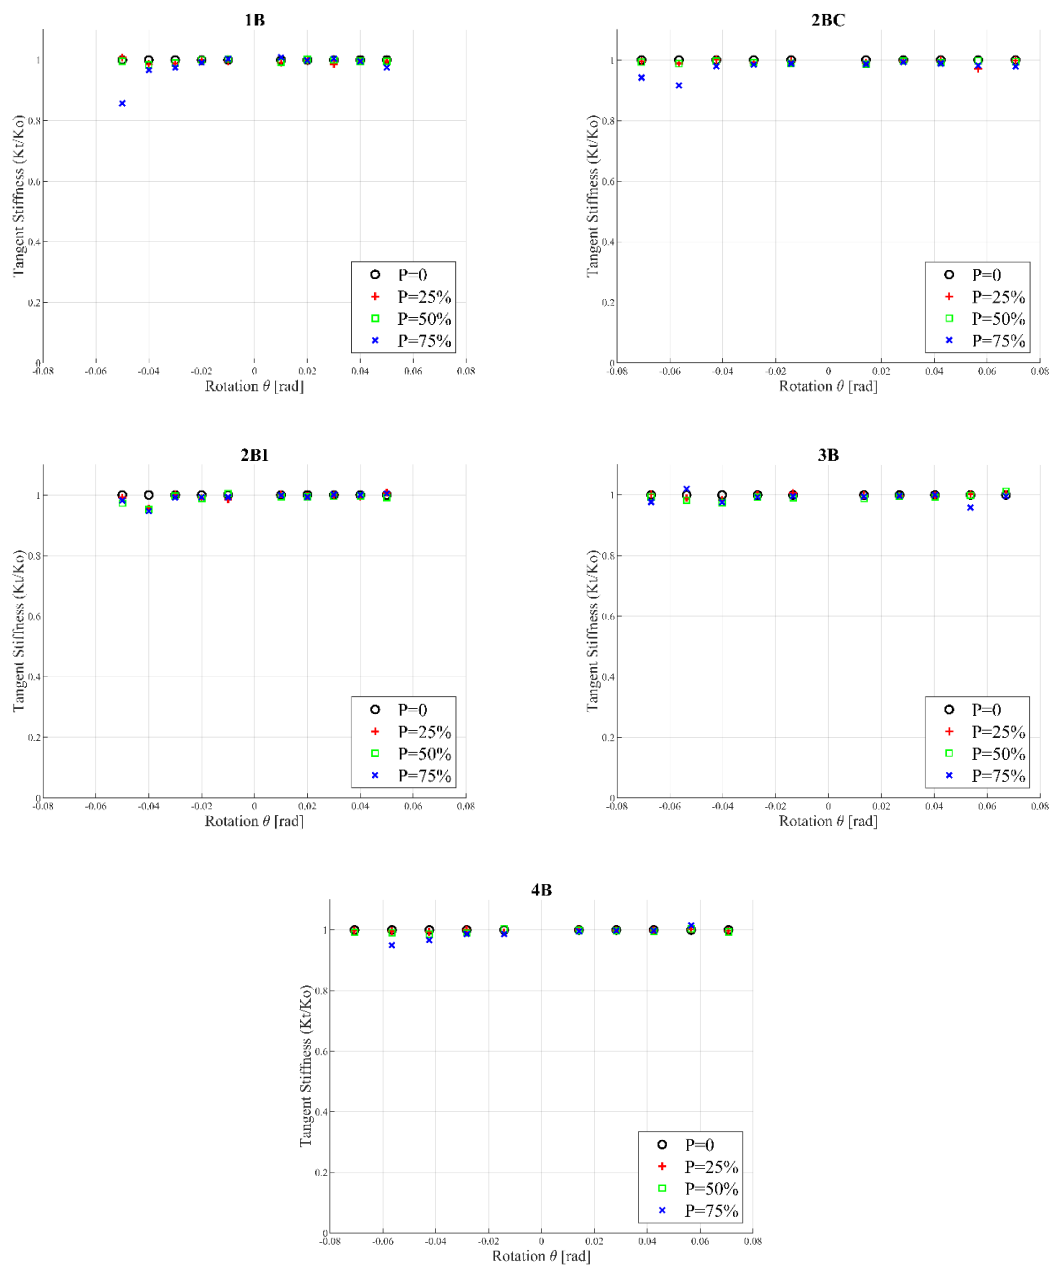 1B
Tangent Stiffness (Kt/Ko)
1
0.8
0.6
0.4
0.2
0
-0.08 -0.06 -0.04 -0.02 0 0.02 0.04 0.06 0.08
Rotation θ [rad]
P=0
P=25%
P=50%
P=75%
2BC
Tangent Stiffness (Kt/Ko)
1
0.8
0.6
0.4
0.2
0
-0.08 -0.06 -0.04 -0.02 0 0.02 0.04 0.06 0.08
Rotation θ [rad]
P=0
P=25%
P=50%
P=75%
2BI
Tangent Stiffness (Kt/Ko)
1
0.8
0.6
0.4
0.2
0
-0.08 -0.06 -0.04 -0.02 0 0.02 0.04 0.06 0.08
Rotation θ [rad]
P=0
P=25%
P=50%
P=75%
3B
Tangent Stiffness (Kt/Ko)
1
0.8
0.6
0.4
0.2
0
-0.08 -0.06 -0.04 -0.02 0 0.02 0.04 0.06 0.08
Rotation θ [rad]
P=0
P=25%
P=50%
P=75%
4B
Tangent Stiffness (Kt/Ko)
1
0.8
0.6
0.4
0.2
0
-0.08 -0.06 -0.04 -0.02 0 0.02 0.04 0.06 0.08
Rotation θ [rad]
P=0
P=25%
P=50%
P=75%